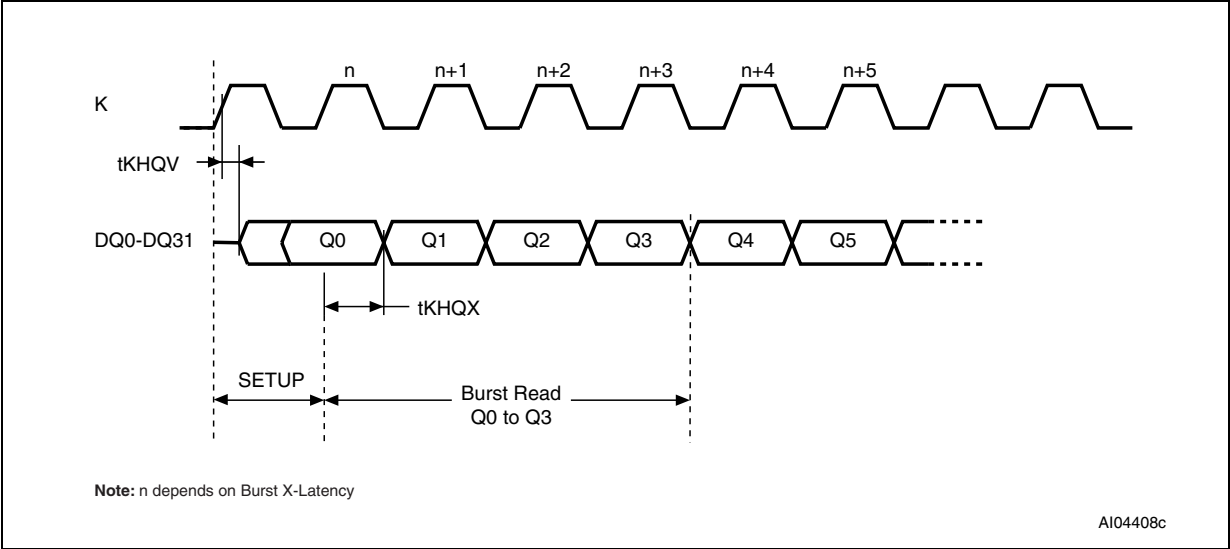 n n+1 n+2 n+3 n+4 n+5
K
tKHQV
DQ0-DQ31 Q0 Q1 Q2 Q3 Q4 Q5
tKHQX
SETUP
Burst Read
Q0 to Q3
Note: n depends on Burst X-Latency
AI04408c